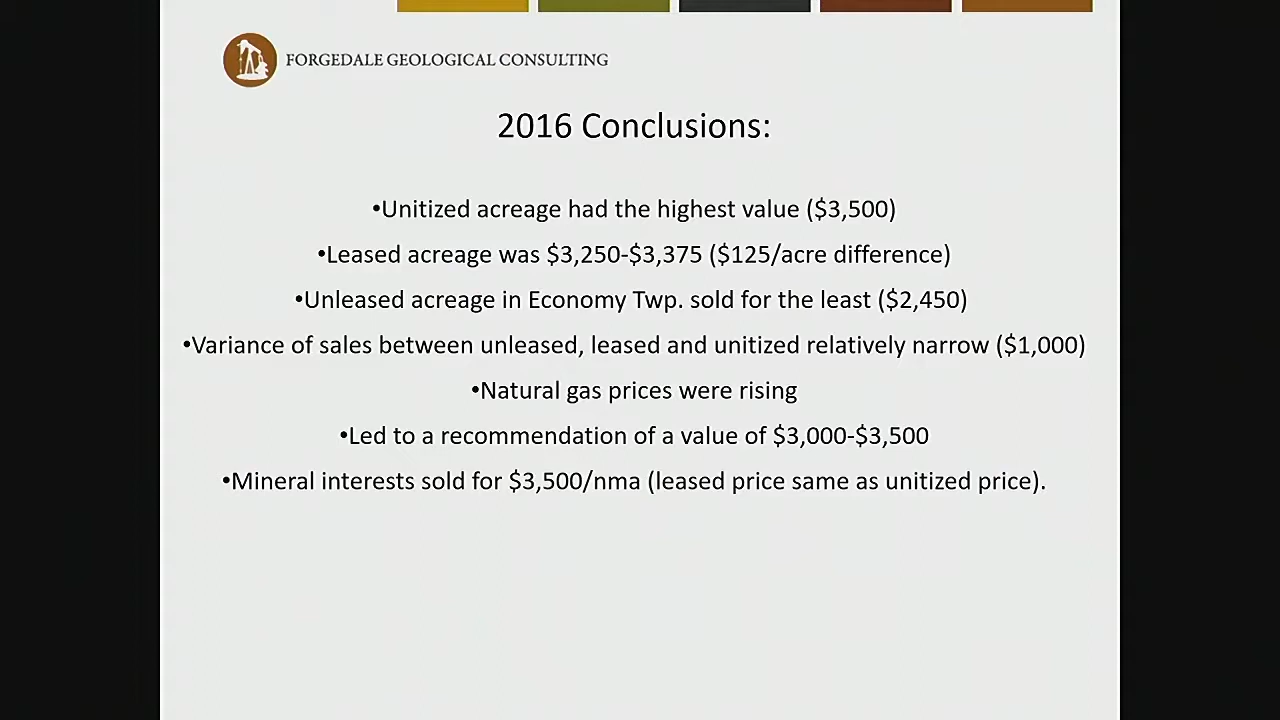 FORGEDALE GEOLOGICAL CONSULTING
2016 Conclusions:
•Unitized acreage had the highest value ($3,500)
•Leased acreage was $3,250-$3,375 ($125/acre difference)
•Unleased acreage in Economy Twp. sold for the least ($2,450)
•Variance of sales between unleased, leased and unitized relatively narrow ($1,000)
•Natural gas prices were rising
•Led to a recommendation of a value of $3,000-$3,500
•Mineral interests sold for $3,500/nma (leased price same as unitized price).